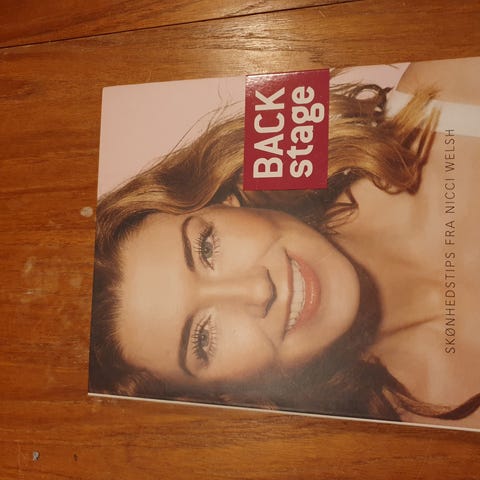 BACK
stage
SKØNHEDSTIPS FRA NICCI WELSH